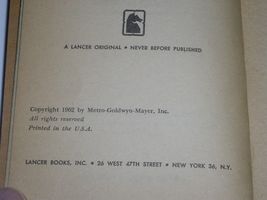 A LANCER ORIGINAL • NEVER BEFORE PUBLISHED
Copyright 1962 by Metro-Goldwyn-Mayer, Inc.
All rights reserved
Printed in the U.S.A.
LANCER BOOKS, INC. • 26 WEST 47TH STREET • NEW YORK 36, N.Y.